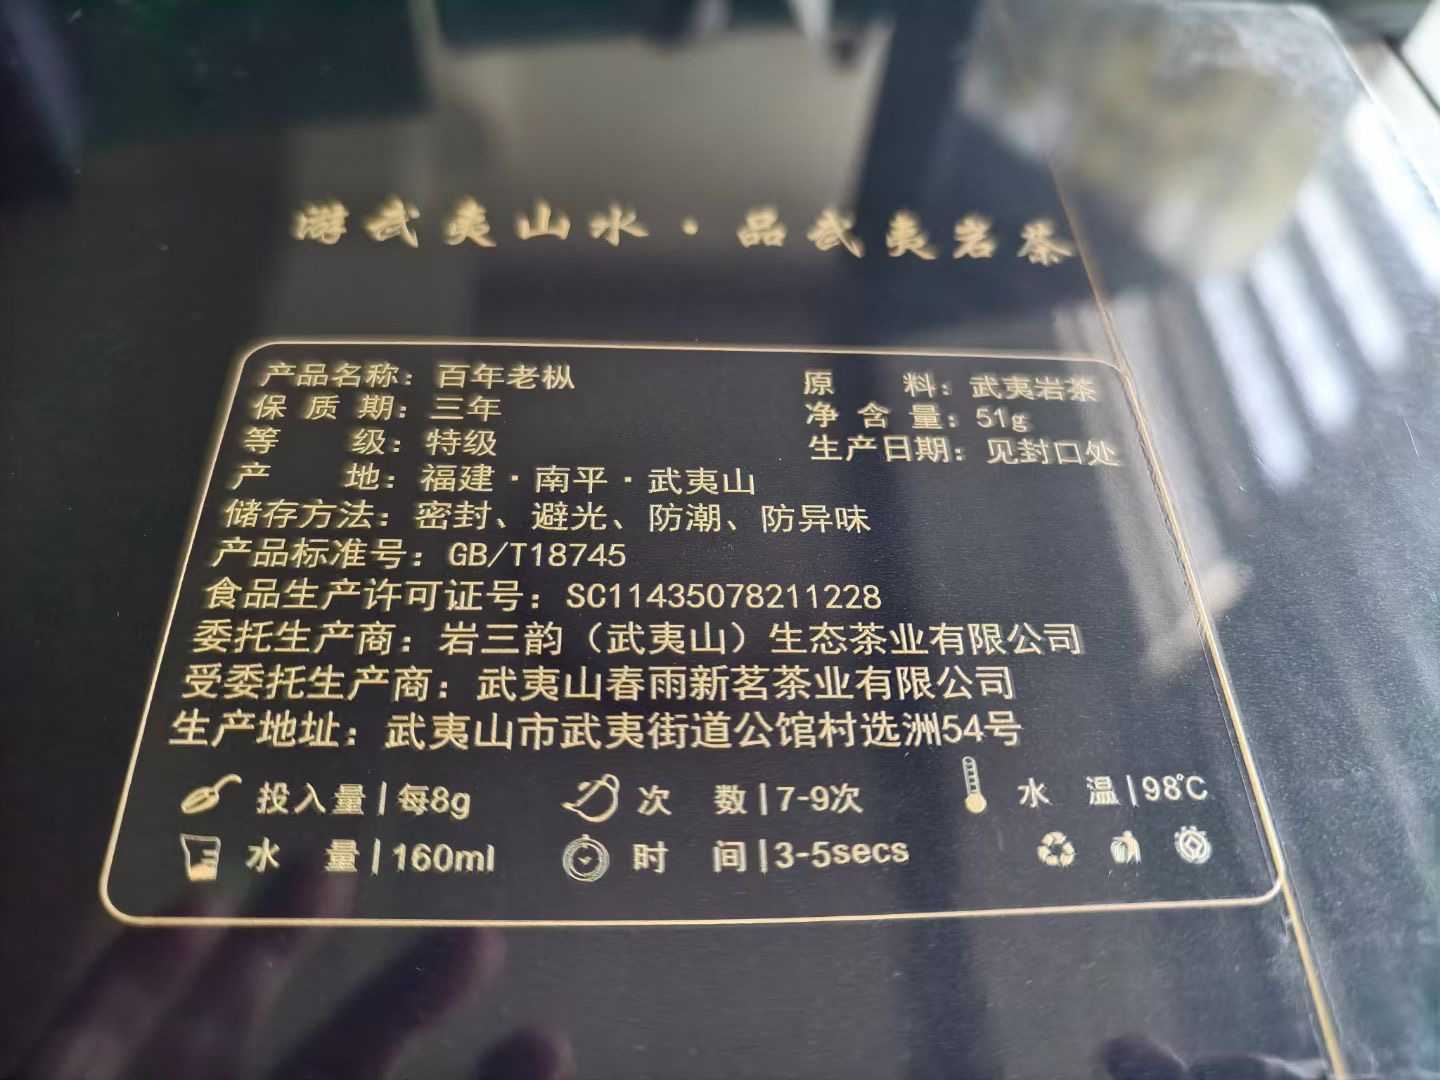 游武夷山水·品武夷岩茶
产品名称：百年老枞 原料：武夷岩茶
保质期：三年 净含量：51g
等级：特级 生产日期：见封口处
产地：福建·南平·武夷山
储存方法：密封、避光、防潮、防异味
产品标准号：GB/T18745
食品生产许可证号：SC11435078211228
委托生产商：岩三韵（武夷山）生态茶业有限公司
受委托生产商：武夷山春雨新茗茶业有限公司
生产地址：武夷山市武夷街道公馆村选洲54号
投入量|每8g 次数|7-9次 水温|98℃
水量|160ml 时间|3-5secs